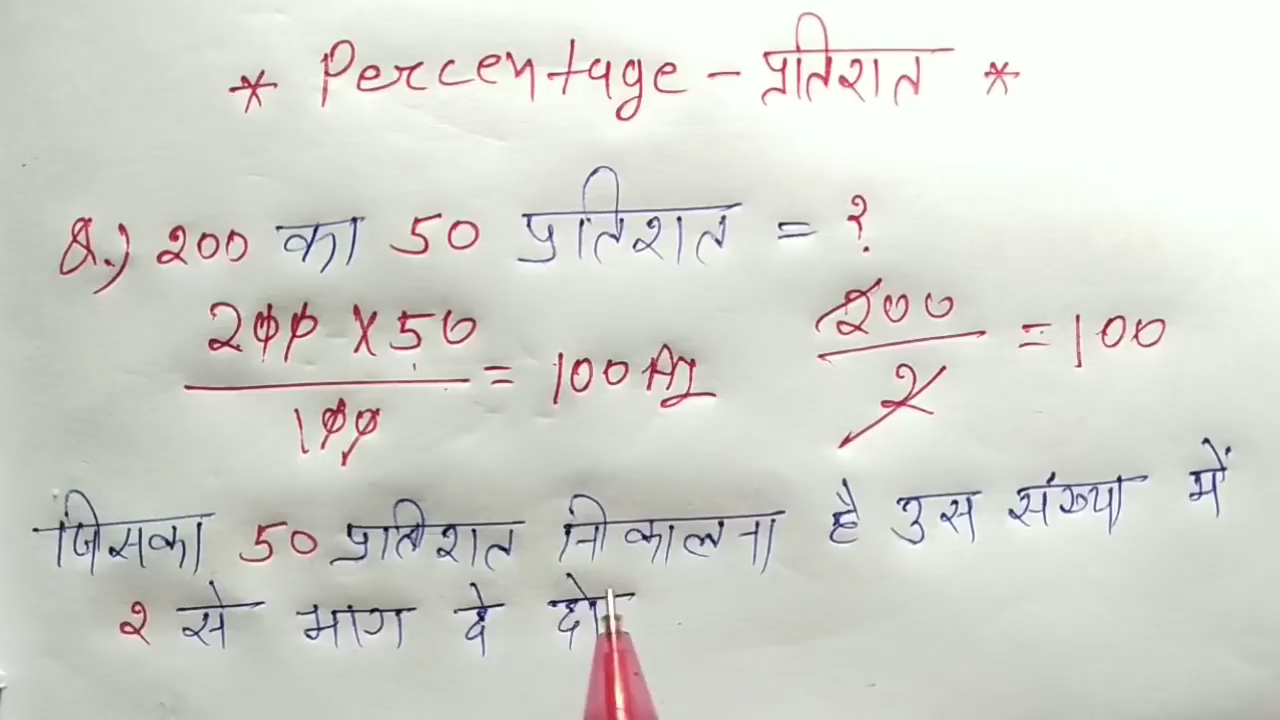 * Percentage - प्रतिशत *
Q.) 200 का 50 प्रतिशत = ?
200 X 50 / 100 = 100 Ans
200 / 2 = 100
जिसका 50 प्रतिशत निकालना है उस संख्या में
2 से भाग दे दो